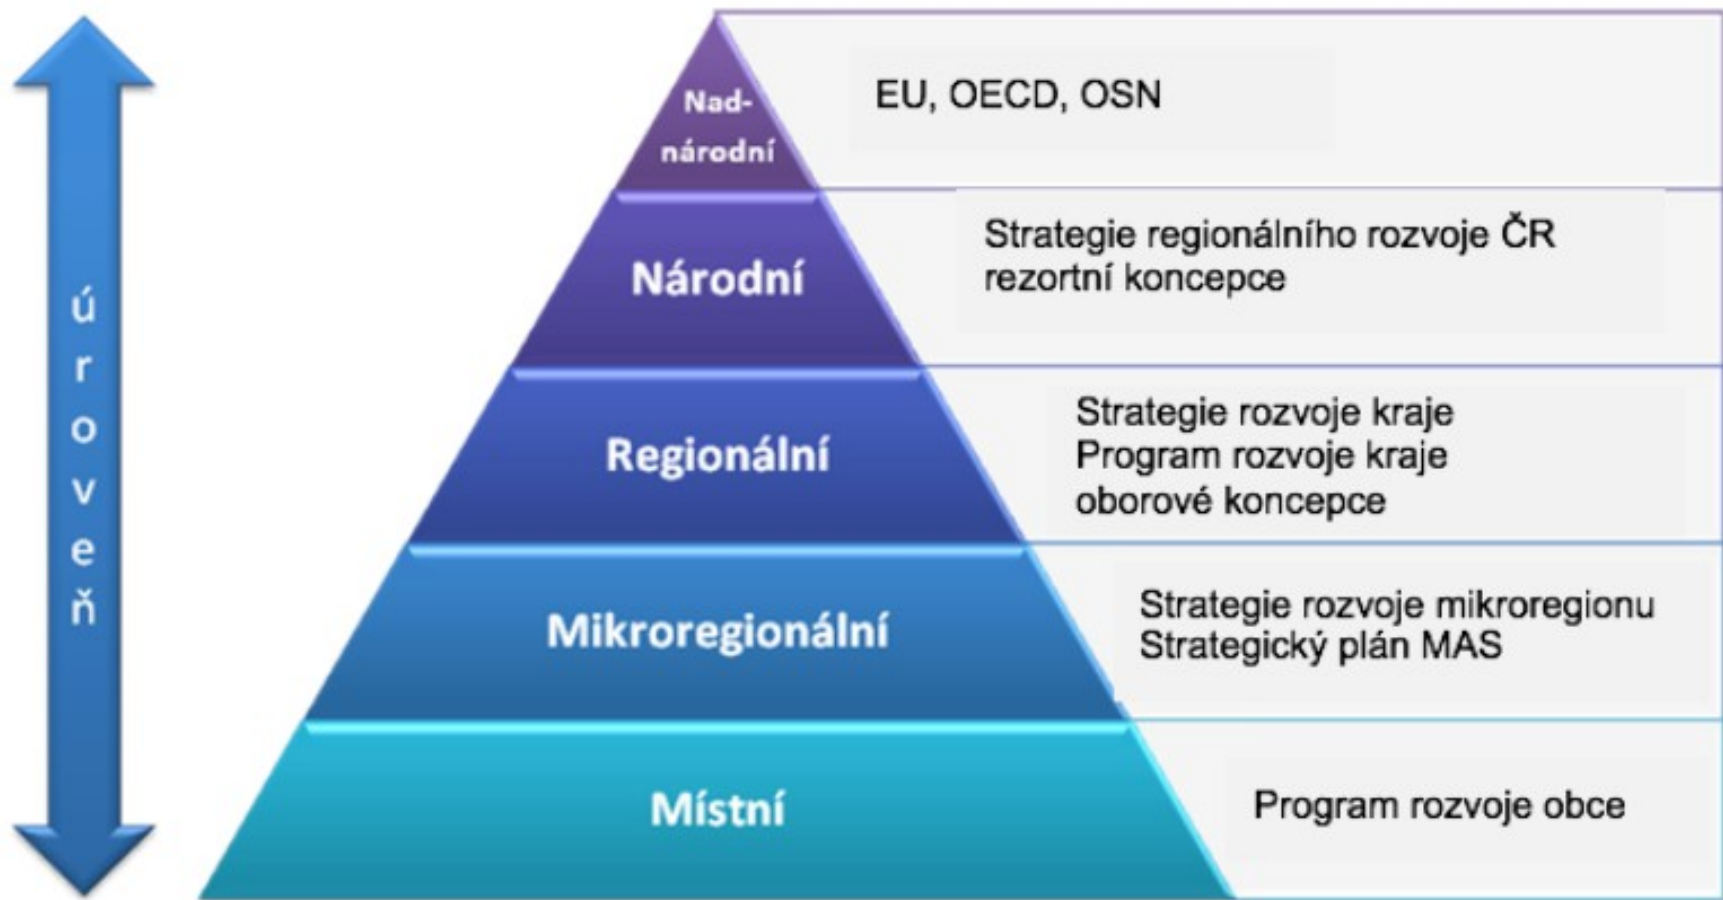 úroveň
Nad-
národní
EU, OECD, OSN
Národní
Strategie regionálního rozvoje ČR
rezortní koncepce
Regionální
Strategie rozvoje kraje
Program rozvoje kraje
oborové koncepce
Mikroregionální
Strategie rozvoje mikroregionu
Strategický plán MAS
Místní
Program rozvoje obce